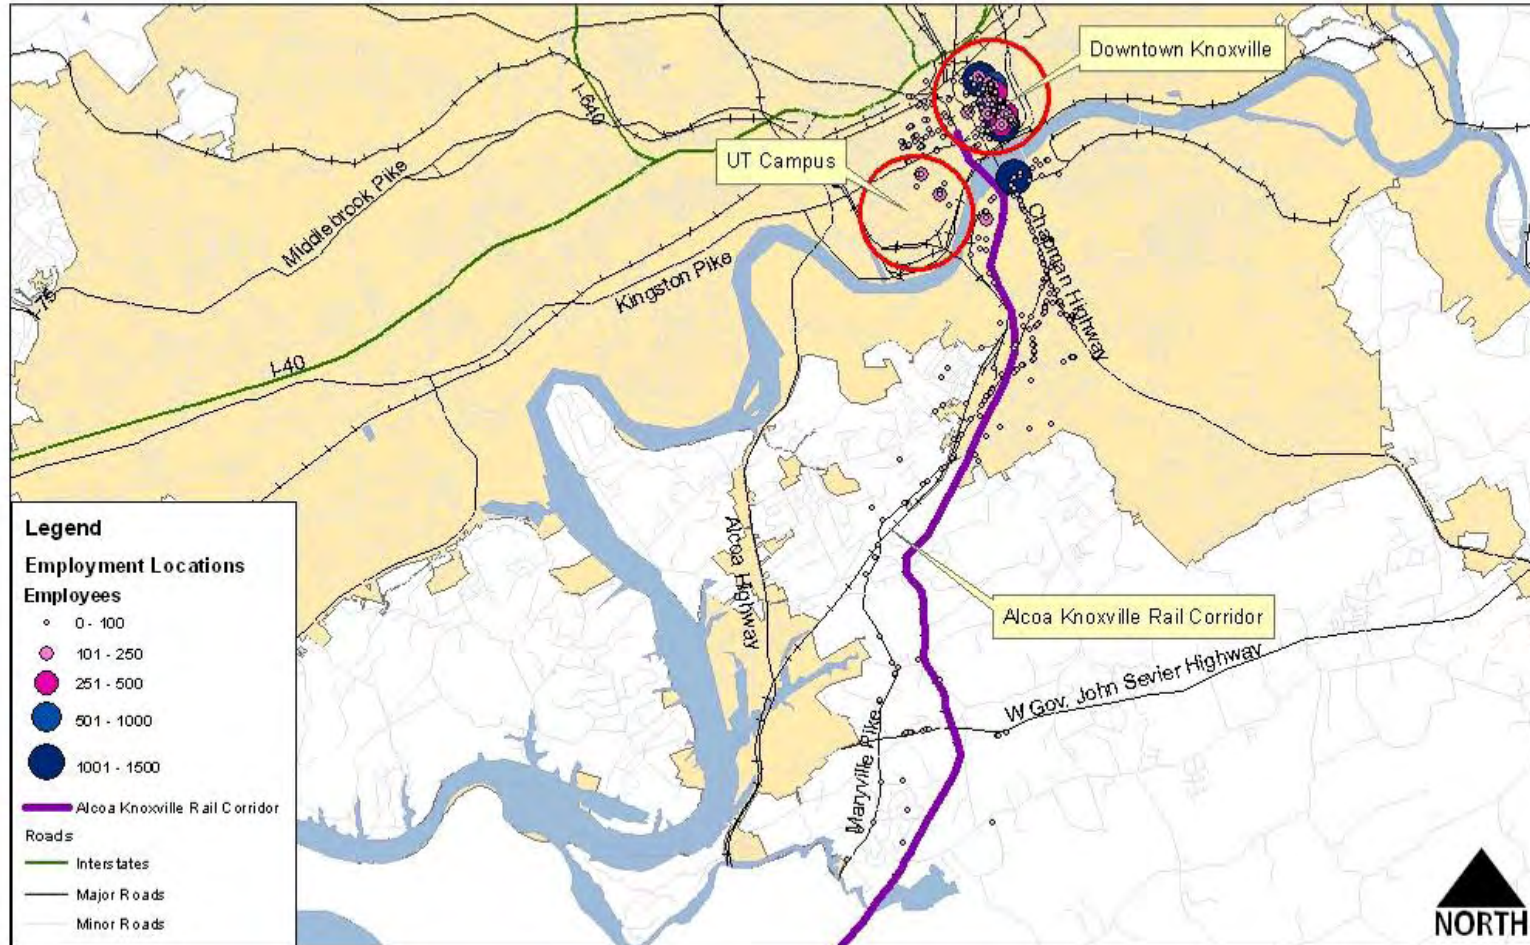 Downtown Knoxville
I-640
UT Campus
Middlebrook Pike
Chapman Highway
Kingston Pike
I-75
I-40
Alcoa Highway
Alcoa Knoxville Rail Corridor
W Gov. John Sevier Highway
Maryville Pike
Legend
Employment Locations
Employees
0 - 100
101 - 250
251 - 500
501 - 1000
1001 - 1500
Alcoa Knoxville Rail Corridor
Roads
Interstates
Major Roads
Minor Roads
NORTH